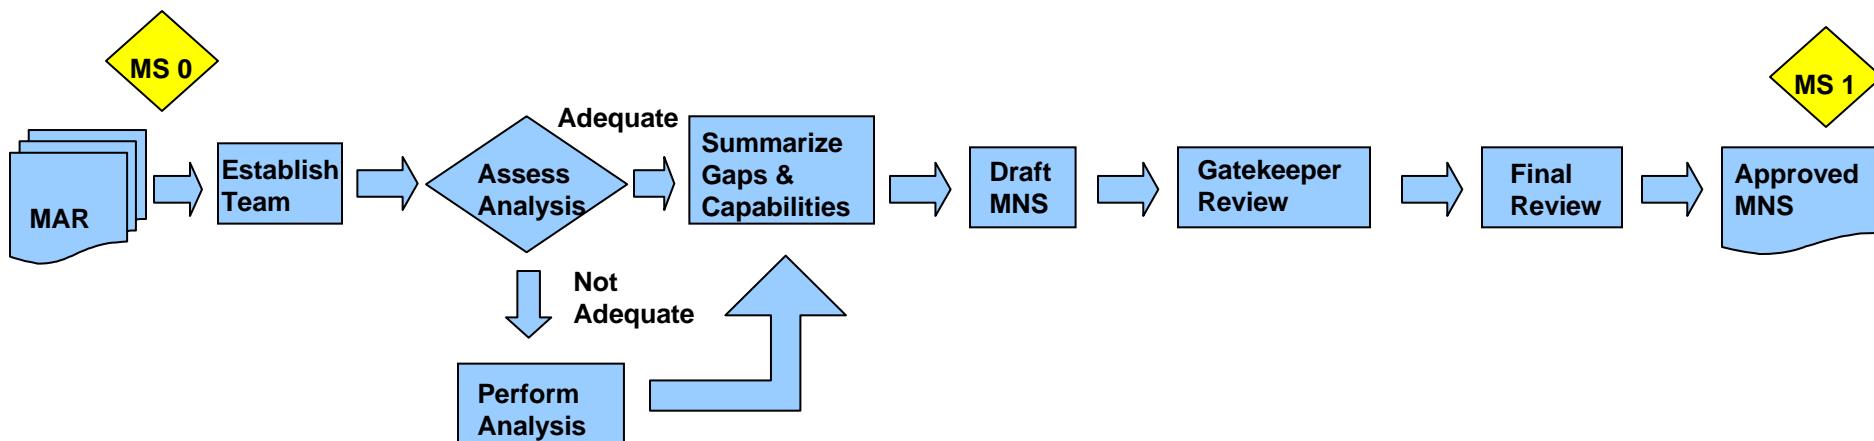 MS 0
MS 1
MAR
Establish
Team
Assess
Analysis
Adequate
Summarize
Gaps &
Capabilities
Draft
MNS
Gatekeeper
Review
Final
Review
Approved
MNS
Not
Adequate
Perform
Analysis